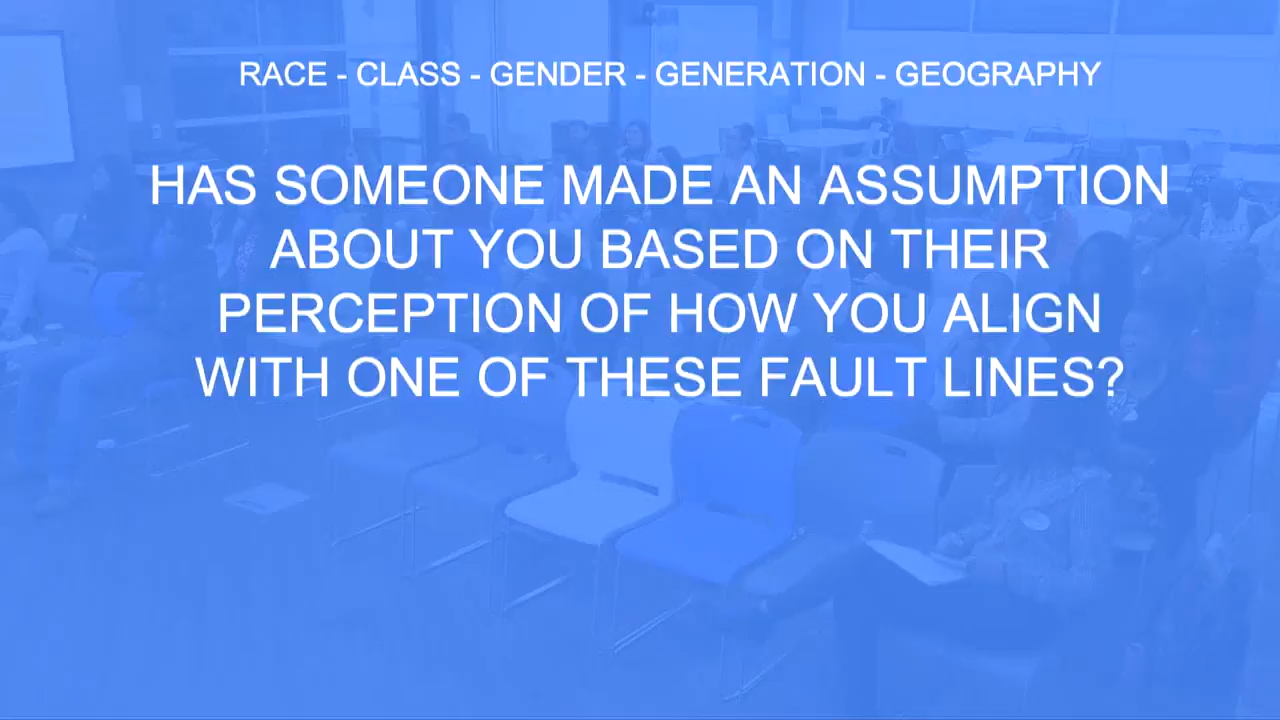 RACE - CLASS - GENDER - GENERATION - GEOGRAPHY
HAS SOMEONE MADE AN ASSUMPTION
ABOUT YOU BASED ON THEIR
PERCEPTION OF HOW YOU ALIGN
WITH ONE OF THESE FAULT LINES?